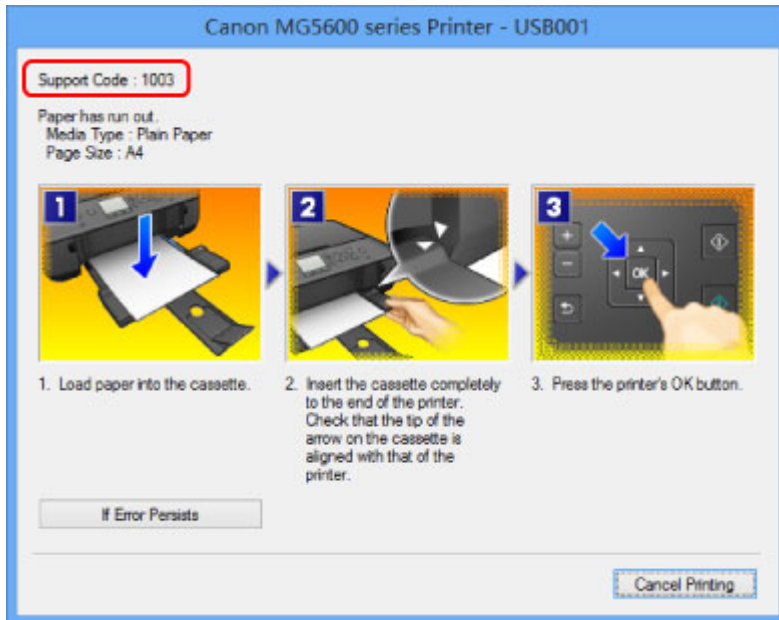 Canon MG5600 series Printer - USB001
Support Code : 1003
Paper has run out.
Media Type : Plain Paper
Page Size : A4
1
2
3
OK
1. Load paper into the cassette.
2. Insert the cassette completely
to the end of the printer.
Check that the tip of the
arrow on the cassette is
aligned with that of the
printer.
3. Press the printer's OK button.
If Error Persists
Cancel Printing